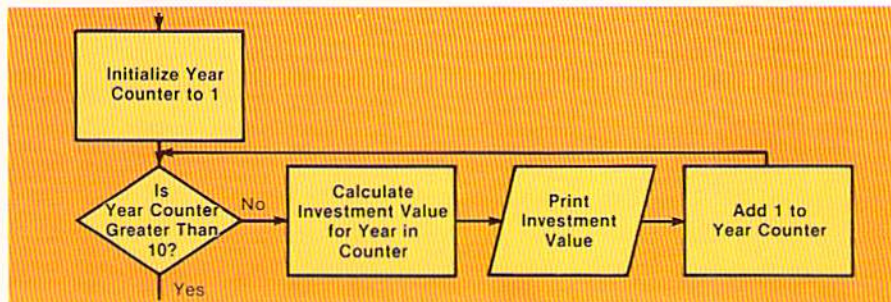 Initialize Year
Counter to 1
Is
Year Counter
Greater Than
10?
No
Yes
Calculate
Investment Value
for Year in
Counter
Print
Investment
Value
Add 1 to
Year Counter